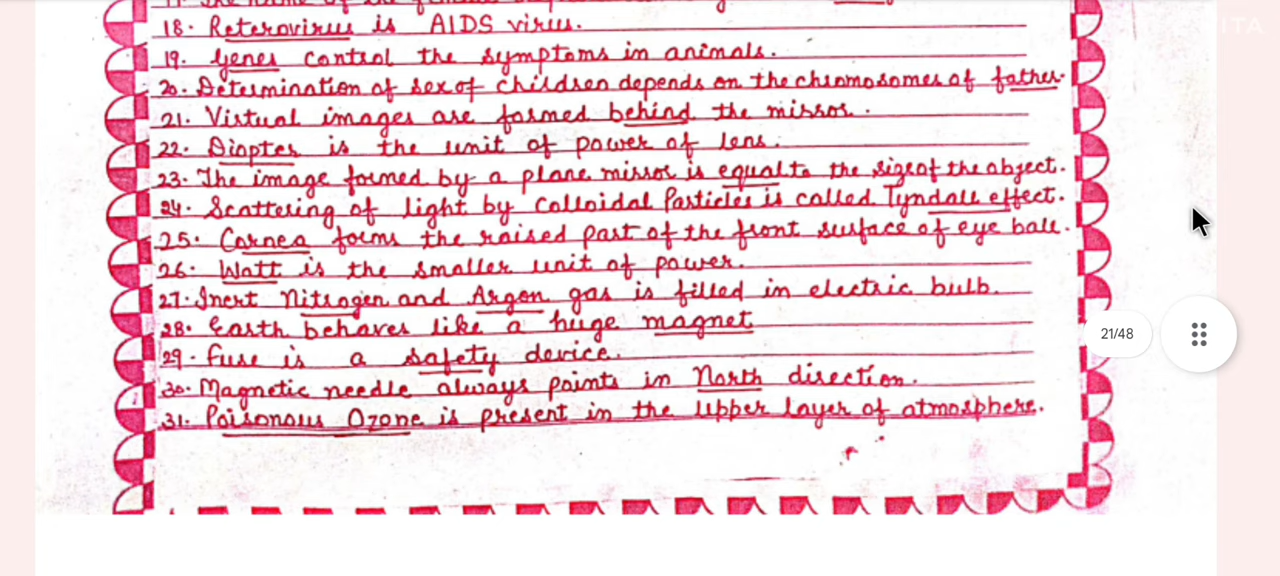 18. Reterovirus is AIDS virus.
ITA
19. Genes control the symptoms in animals.
20. Determination of sex of children depends on the chromosomes of father.
21. Virtual images are formed behind the mirror.
22. Dioptes is the unit of power of lens.
23. The image formed by a plane mirror is equal to the size of the object.
24. Scattering of light by Colloidal Particles is called Tyndall effect.
25. Cornea forms the raised part of the front surface of eye ball.
26. Watt is the smaller unit of power.
27. Inert Nitrogen and Argon gas is filled in electric bulb.
28. Earth behaves like a huge magnet
21/48
29. Fuse is a safety device.
30. Magnetic needle always points in North direction.
31. Poisonous Ozone is present in the upper layer of atmosphere.